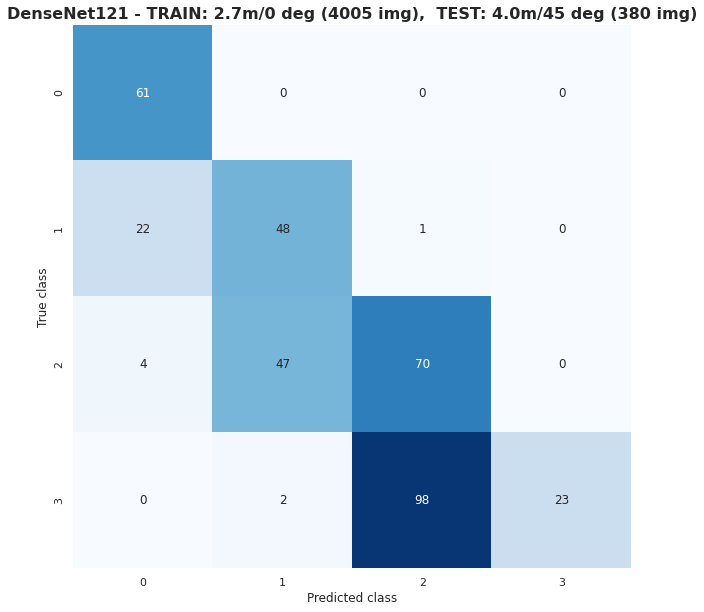 DenseNet121 - TRAIN: 2.7m/0 deg (4005 img),  TEST: 4.0m/45 deg (380 img)
0 61 0 0 0
1 22 48 1 0
2 4 47 70 0
3 0 2 98 23
True class
0 1 2 3
Predicted class